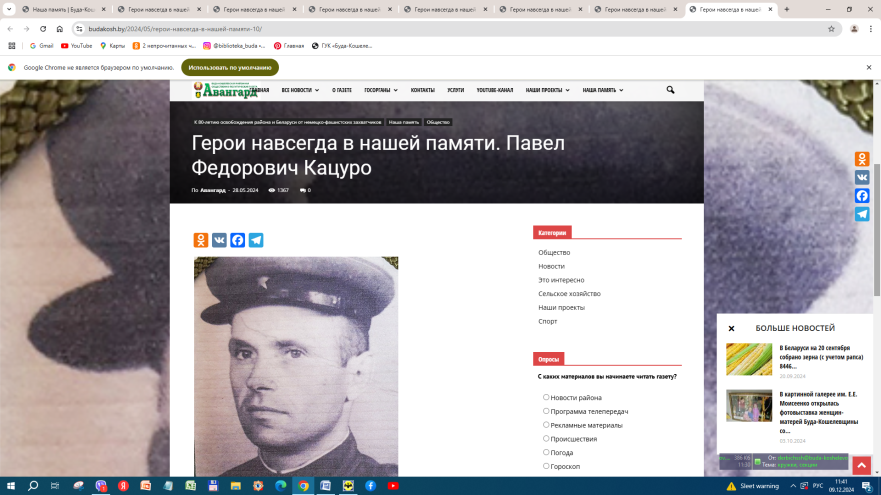 Наша память | Буда-Кош
Герои навсегда в нашей
Герои навсегда в нашей
Герои навсегда в нашей
Герои навсегда в нашей
Герои навсегда в нашей
Герои навсегда в нашей
Герои навсегда в нашей
budakosh.by/2024/05/герои-навсегда-в-нашей-памяти-10/
Gmail
YouTube
Карты
2 непрочитанных «...
@biblioteka_buda •...
Главная
ГУК «Буда-Кошеле...
Google Chrome не является браузером по умолчанию.
Использовать по умолчанию
Авангард
ГЛАВНАЯ
ВСЕ НОВОСТИ
О ГАЗЕТЕ
ГОСОРГАНЫ
КОНТАКТЫ
УСЛУГИ
YOUTUBE-КАНАЛ
НАШИ ПРОЕКТЫ
НАША ПАМЯТЬ
К 80-летию освобождения района и Беларуси от немецко-фашистских захватчиков
Наша память
Общество
Герои навсегда в нашей памяти. Павел
Федорович Кацуро
По Авангард - 28.05.2024
1367
0
Категории
Общество
Новости
Это интересно
Сельское хозяйство
Наши проекты
Спорт
Опросы
С каких материалов вы начинаете читать газету?
Новости района
Программа телепередач
Рекламные материалы
Происшествия
Погода
Гороскоп
БОЛЬШЕ НОВОСТЕЙ
В Беларуси на 20 сентября
собрано зерна (с учетом рапса)
8446...
20.09.2024
В картинной галерее им. Е.Е.
Моисеенко открылась
фотовыставка женщин-
матерей Буда-Кошелевщины
со...
03.10.2024
От:
Тема:
11:33
Sleet warning
РУС
11:41
09.12.2024